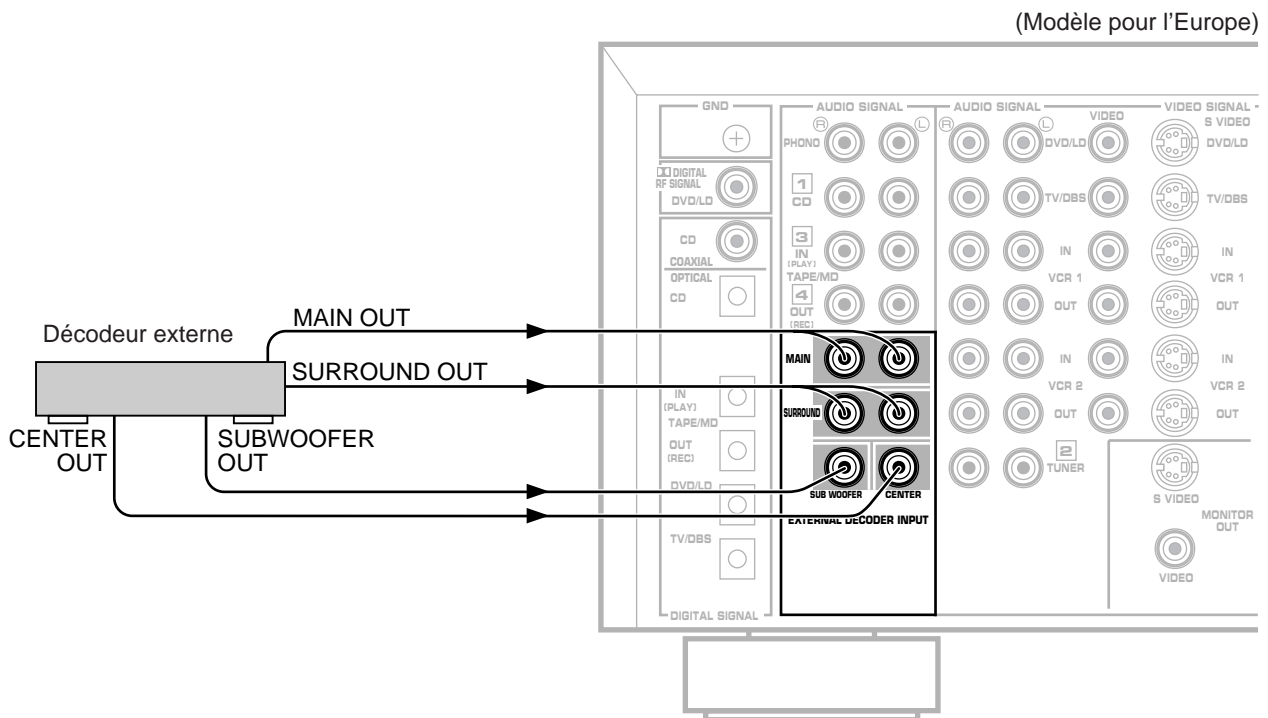 (Modèle pour l'Europe)
GND
DIGITAL
RF SIGNAL
DVD/LD
CD
COAXIAL
OPTICAL
CD
IN
(PLAY)
TAPE/MD
OUT
(REC)
DVD/LD
TV/DBS
DIGITAL SIGNAL
AUDIO SIGNAL
R
L
PHONO
1
CD
3
IN
(PLAY)
TAPE/MD
4
OUT
(REC)
MAIN
SURROUND
SUB WOOFER
CENTER
EXTERNAL DECODER INPUT
AUDIO SIGNAL
R
L
VIDEO
DVD/LD
TV/DBS
IN
VCR 1
OUT
IN
VCR 2
OUT
2
TUNER
VIDEO SIGNAL
S VIDEO
DVD/LD
TV/DBS
IN
VCR 1
OUT
IN
VCR 2
OUT
S VIDEO
MONITOR
OUT
VIDEO
Décodeur externe
MAIN OUT
SURROUND OUT
CENTER
OUT
SUBWOOFER
OUT